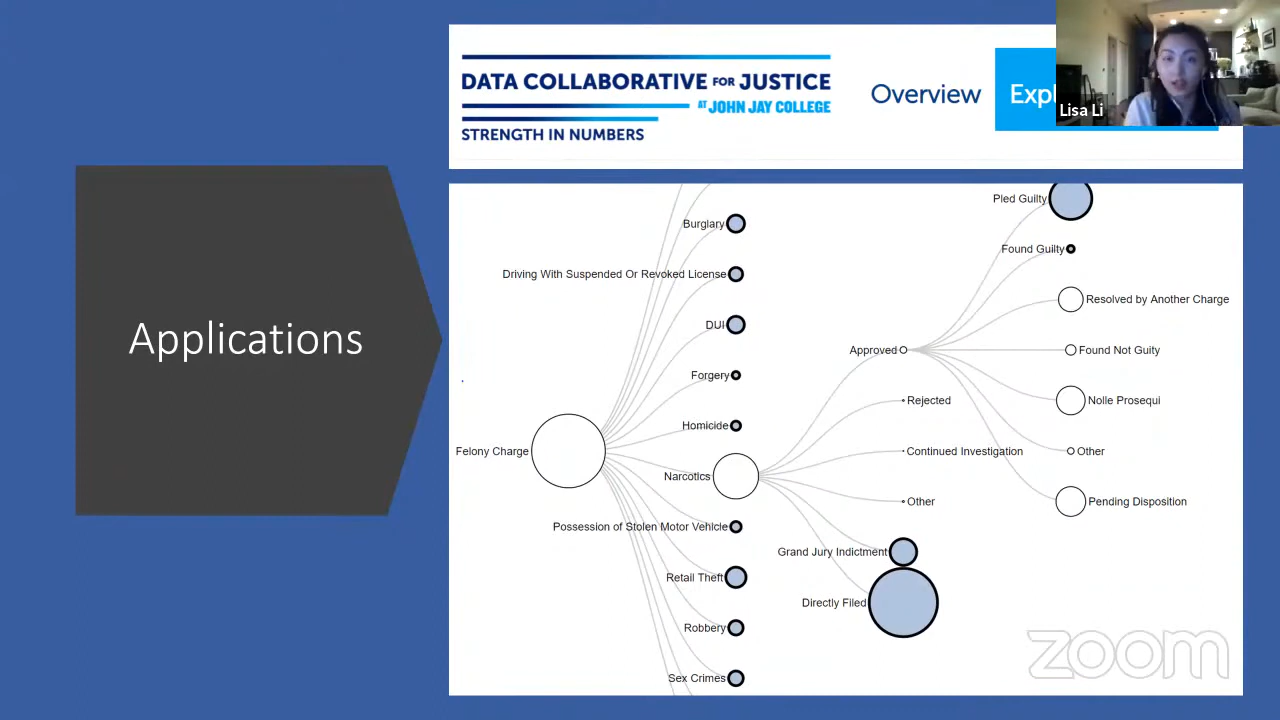 Applications
DATA COLLABORATIVE FOR JUSTICE
AT JOHN JAY COLLEGE
STRENGTH IN NUMBERS
Overview
Lisa Li
Felony Charge
Burglary
Driving With Suspended Or Revoked License
DUI
Forgery
Homicide
Narcotics
Possession of Stolen Motor Vehicle
Retail Theft
Robbery
Sex Crimes
Approved
Rejected
Continued Investigation
Other
Grand Jury Indictment
Directly Filed
Pled Guilty
Found Guilty
Resolved by Another Charge
Found Not Guity
Nolle Prosequi
Other
Pending Disposition
zoom